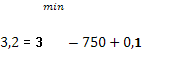 min
3,2 = 3 − 750 + 0,1